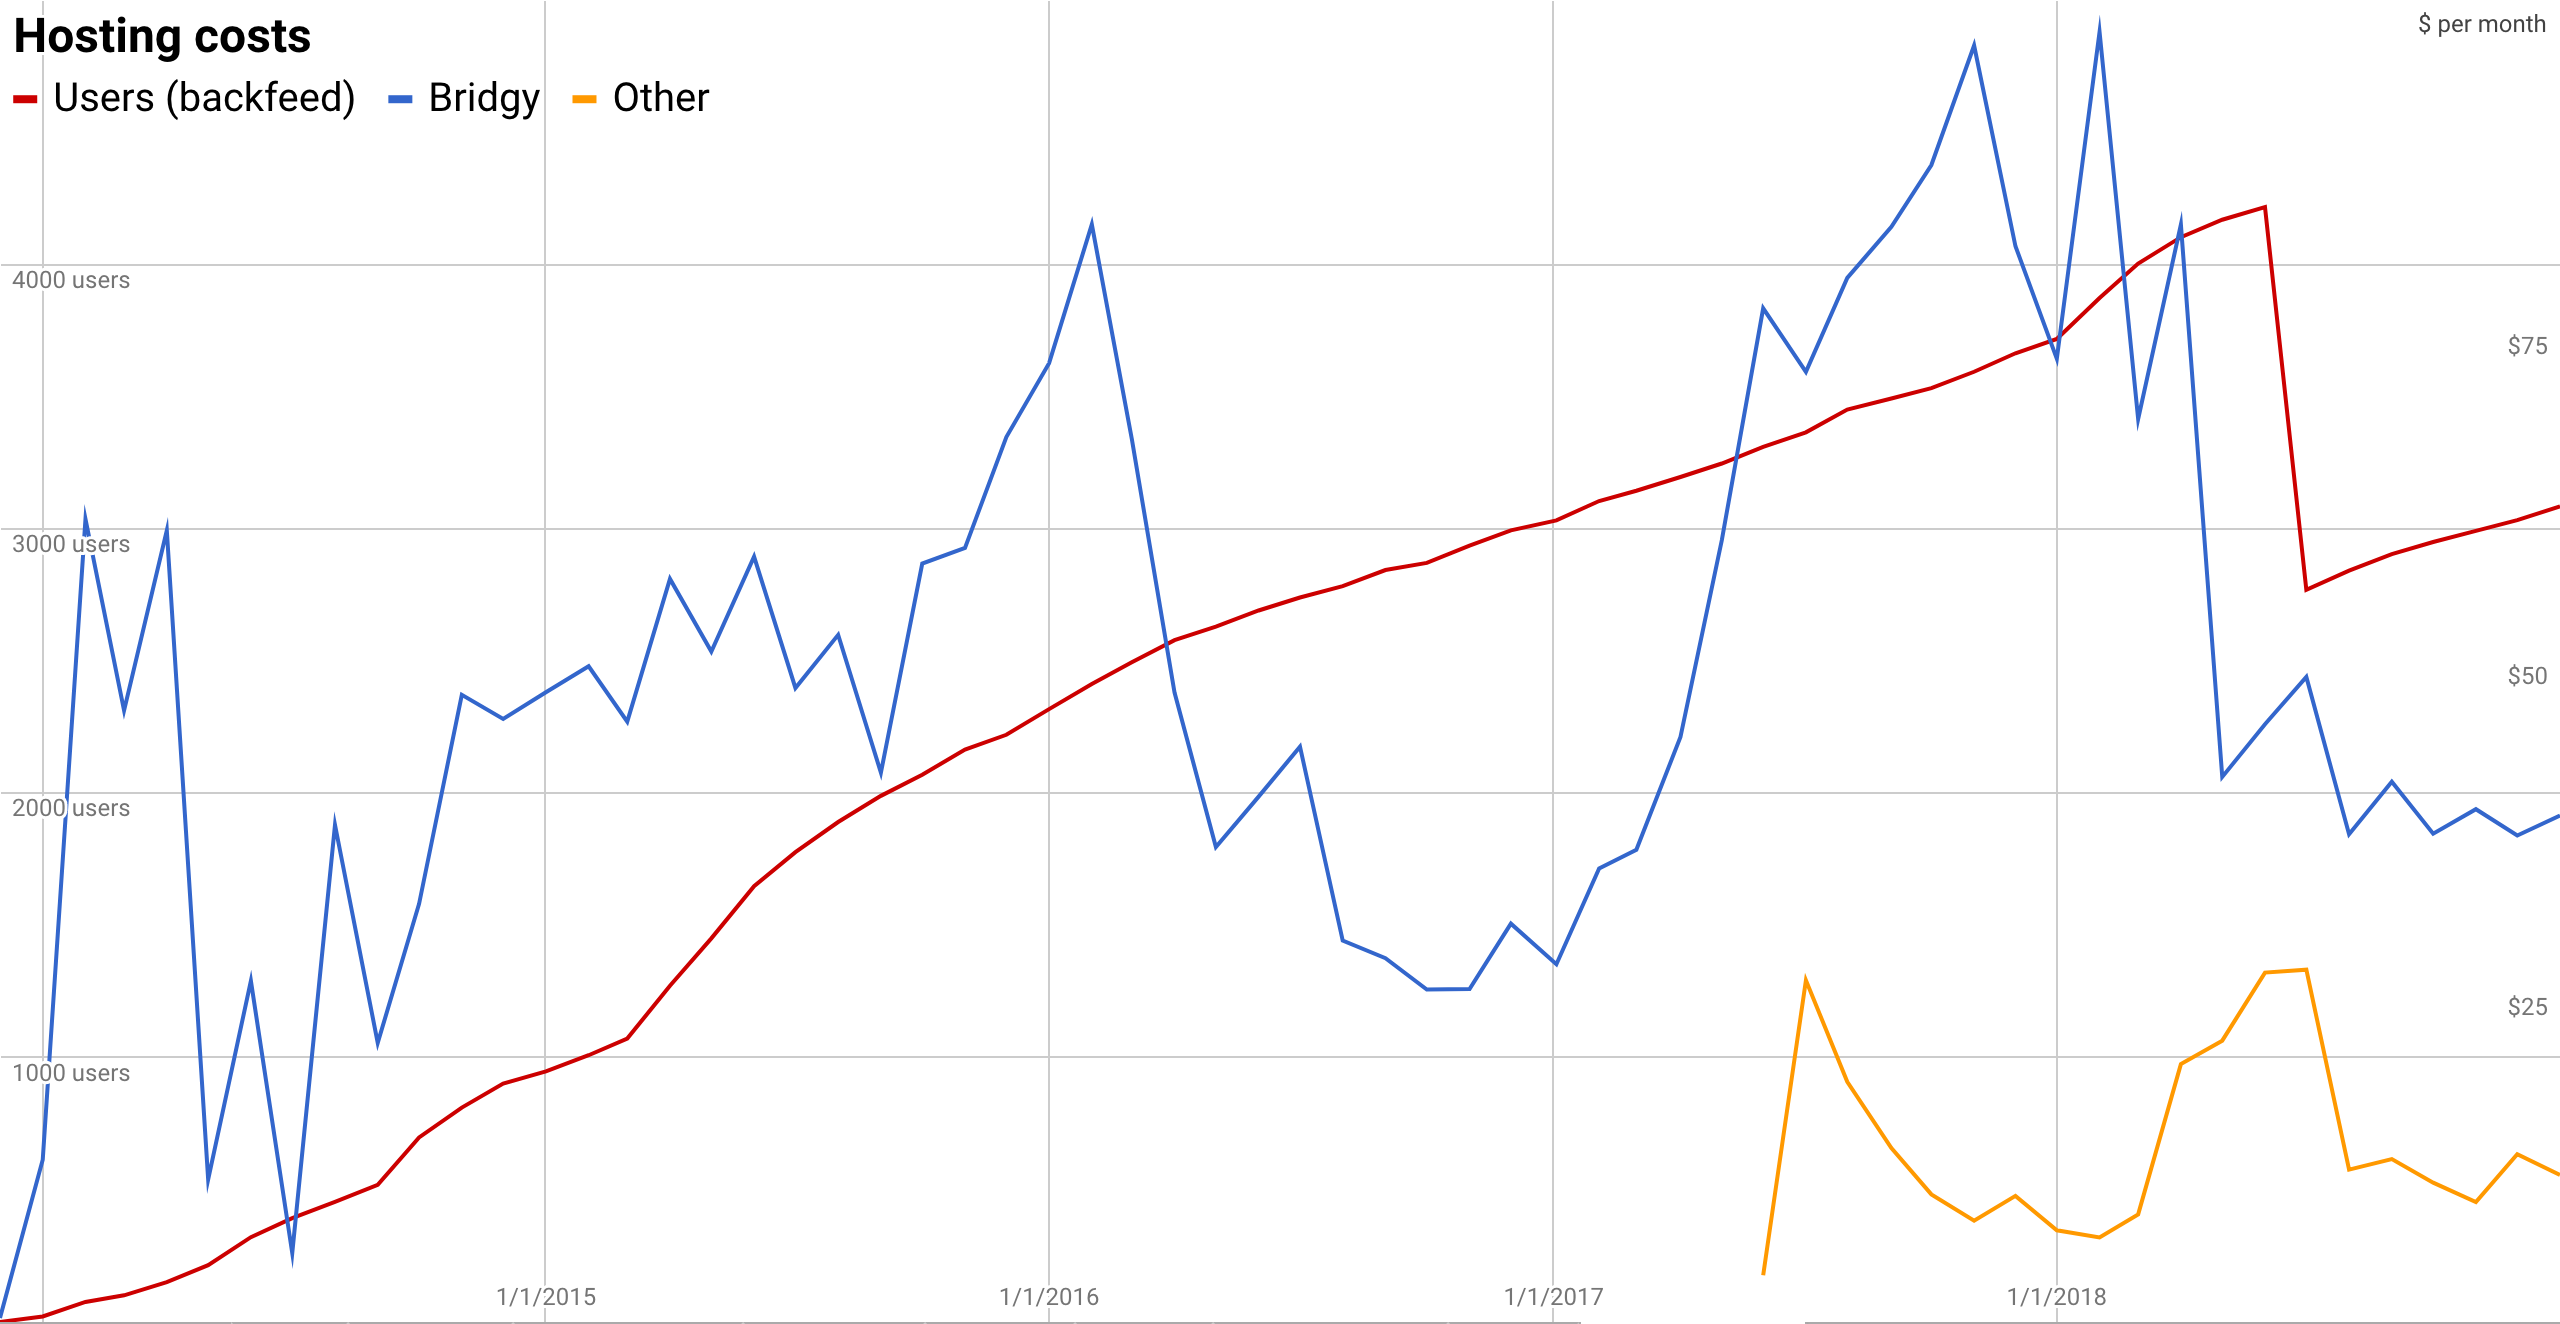 Hosting costs
$ per month
Users (backfeed) Bridgy Other
4000 users
$75
3000 users
$50
2000 users
$25
1000 users
1/1/2015 1/1/2016 1/1/2017 1/1/2018